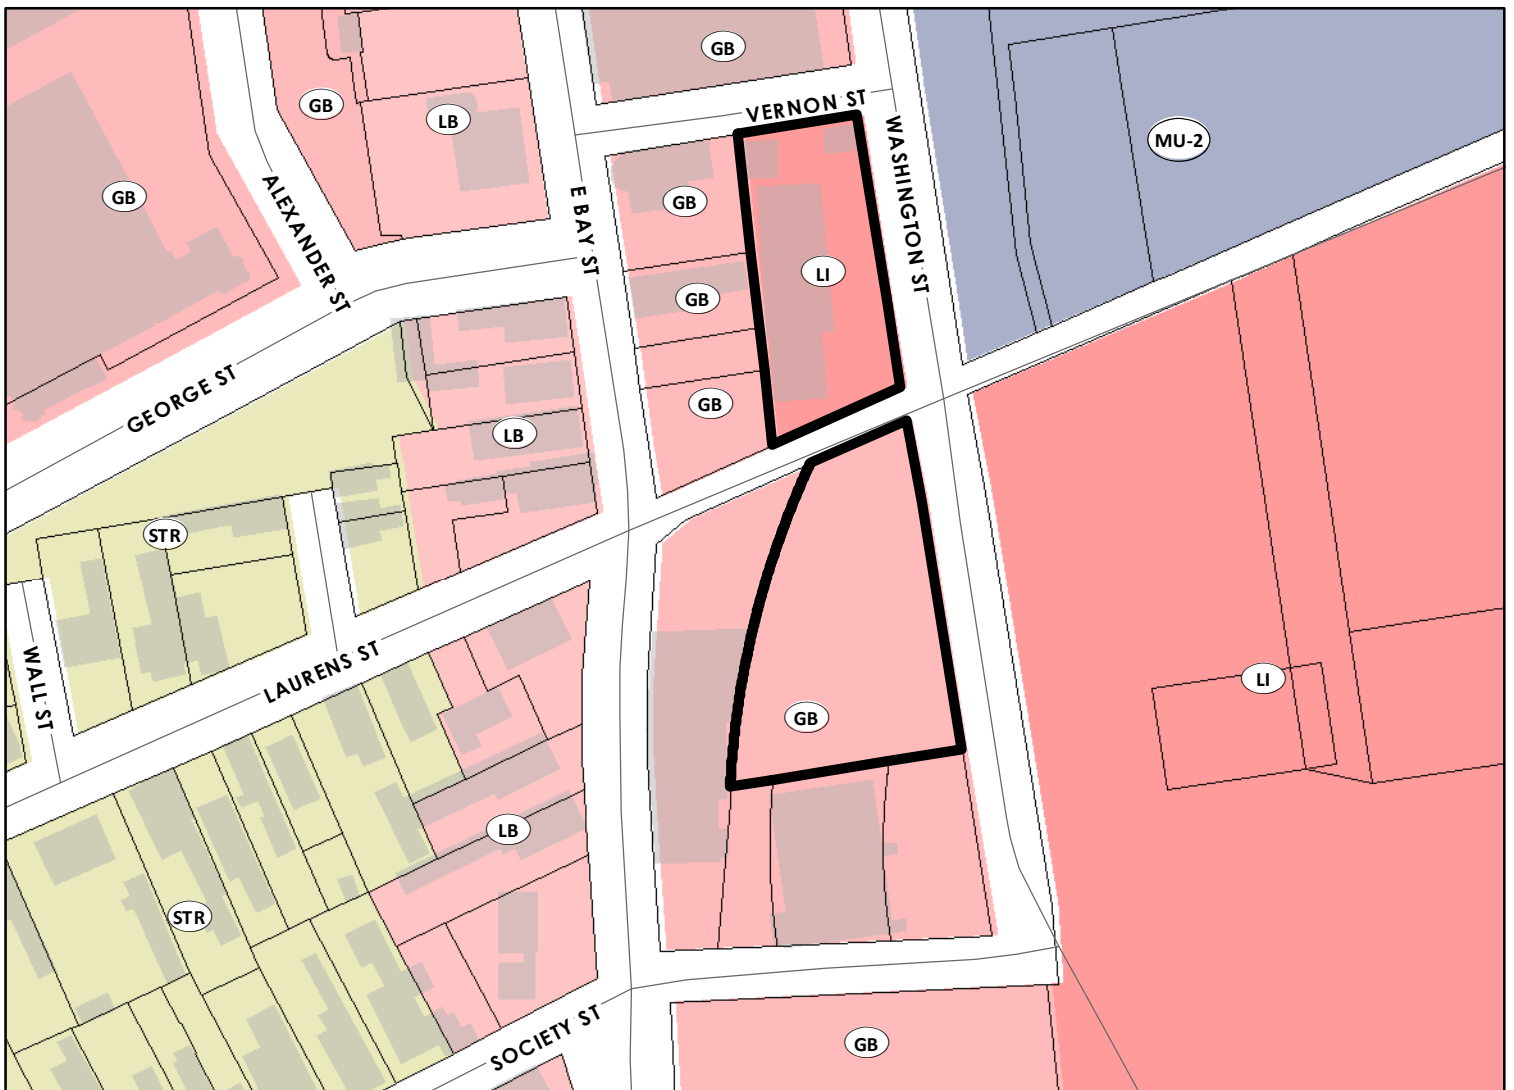 GB
GB
LB
VERNON ST
WASHINGTON ST
MU-2
GB
ALEXANDER ST
E BAY ST
GB
LI
GB
GEORGE ST
GB
LB
STR
WALL ST
LAURENS ST
LI
GB
LB
STR
SOCIETY ST
GB